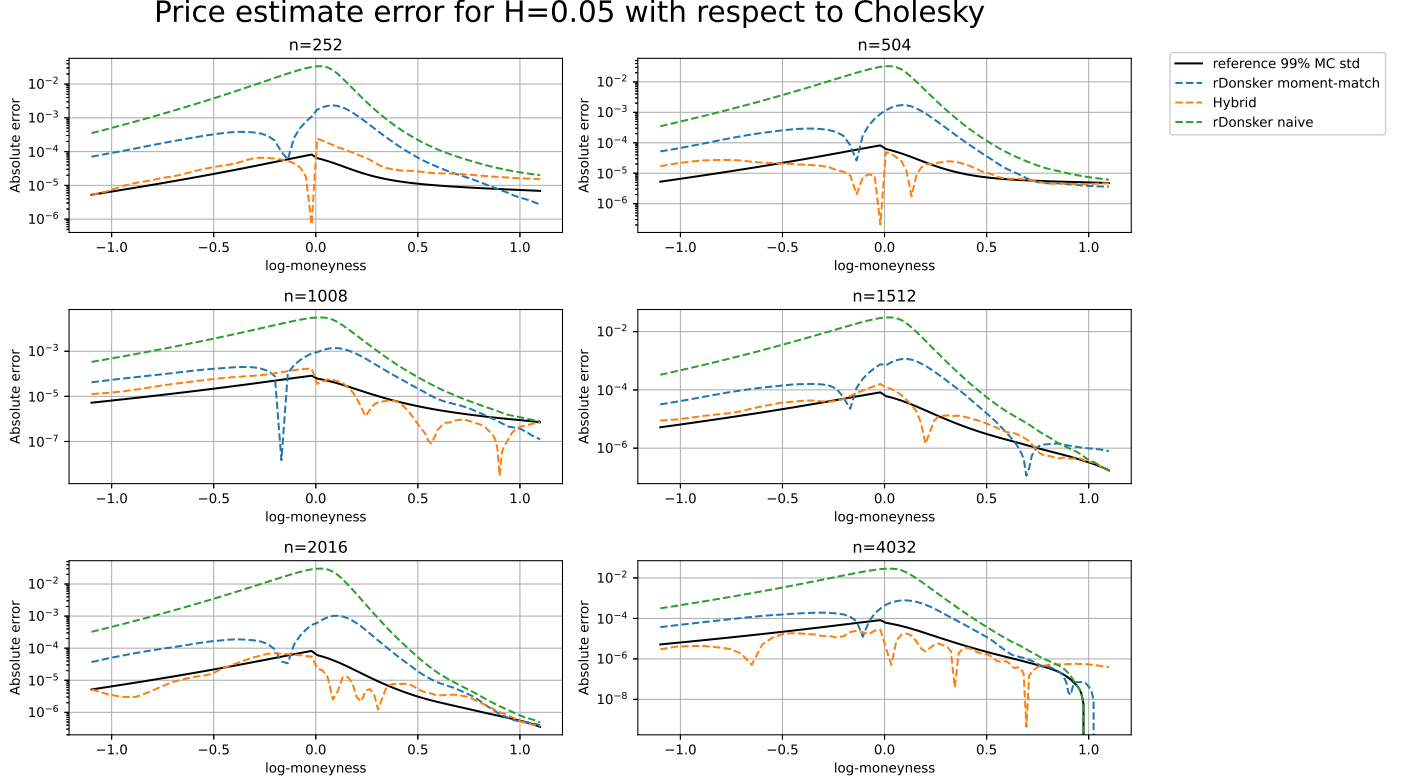 Price estimate error for H=0.05 with respect to Cholesky
n=252
Absolute error
10⁻²
10⁻³
10⁻⁴
10⁻⁵
10⁻⁶
−1.0 −0.5 0.0 0.5 1.0
log-moneyness
n=504
Absolute error
10⁻²
10⁻³
10⁻⁴
10⁻⁵
10⁻⁶
−1.0 −0.5 0.0 0.5 1.0
log-moneyness
reference 99% MC std
rDonsker moment-match
Hybrid
rDonsker naive
n=1008
Absolute error
10⁻³
10⁻⁵
10⁻⁷
−1.0 −0.5 0.0 0.5 1.0
log-moneyness
n=1512
Absolute error
10⁻²
10⁻⁴
10⁻⁶
−1.0 −0.5 0.0 0.5 1.0
log-moneyness
n=2016
Absolute error
10⁻²
10⁻³
10⁻⁴
10⁻⁵
10⁻⁶
−1.0 −0.5 0.0 0.5 1.0
log-moneyness
n=4032
Absolute error
10⁻²
10⁻⁴
10⁻⁶
10⁻⁸
−1.0 −0.5 0.0 0.5 1.0
log-moneyness